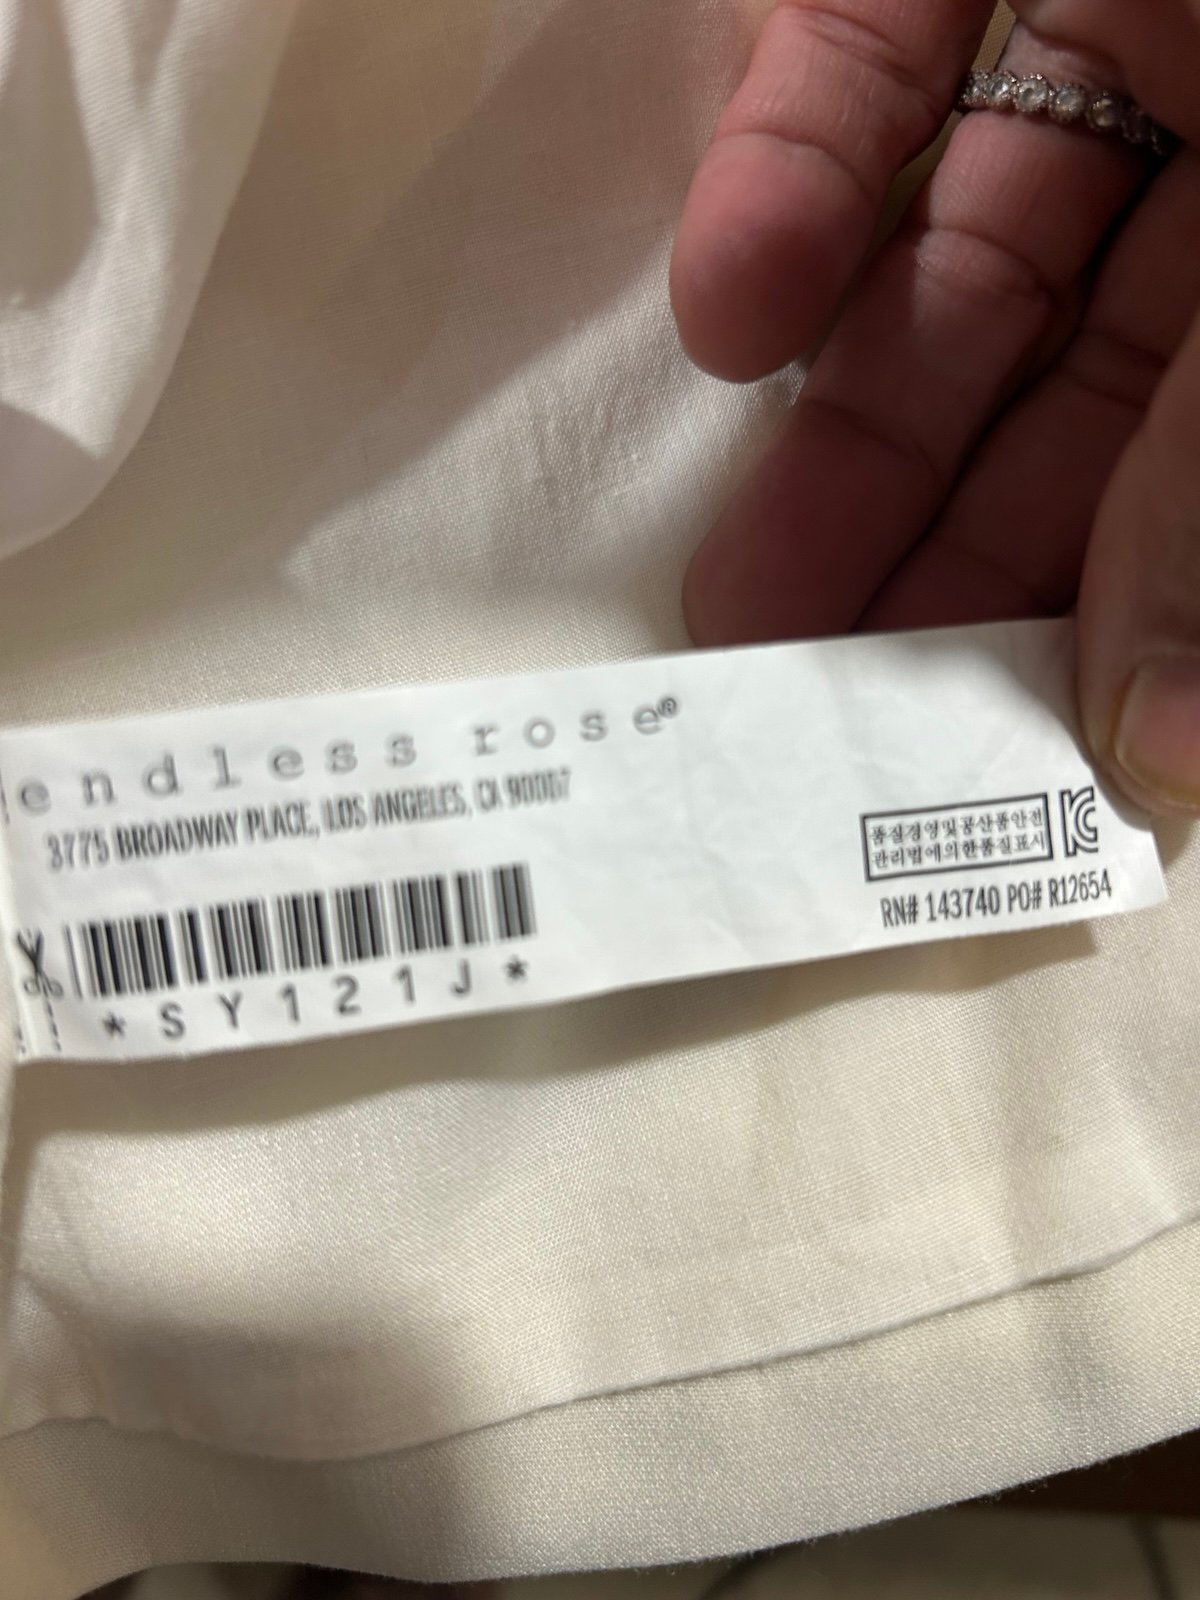 endless rose®
3775 BROADWAY PLACE, LOS ANGELES, CA 90007
*SY121J*
품질경영및공산품안전
관리법에의한품질표시
RN# 143740 PO# R12654